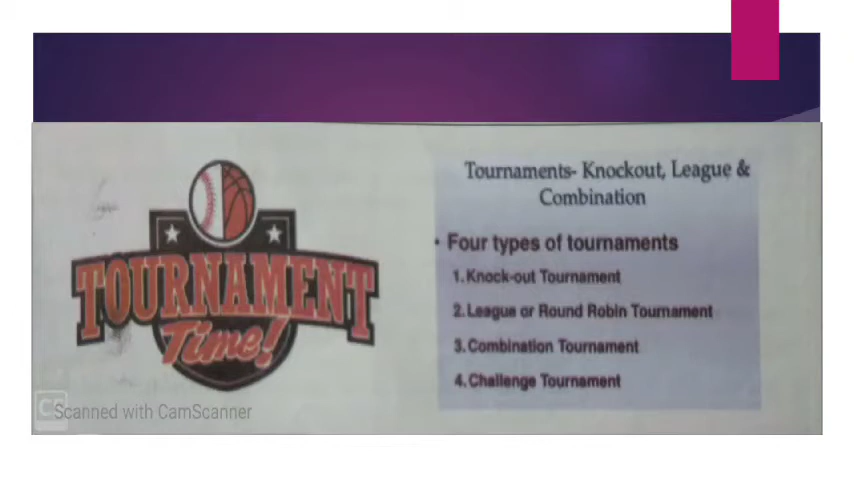 TOURNAMENT
Time!
Tournaments- Knockout, League &
Combination
• Four types of tournaments
1. Knock-out Tournament
2. League or Round Robin Tournament
3. Combination Tournament
4. Challenge Tournament
CS Scanned with CamScanner